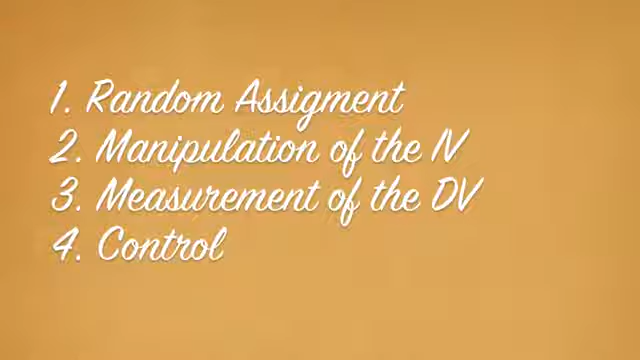 1. Random Assigment
2. Manipulation of the IV
3. Measurement of the DV
4. Control